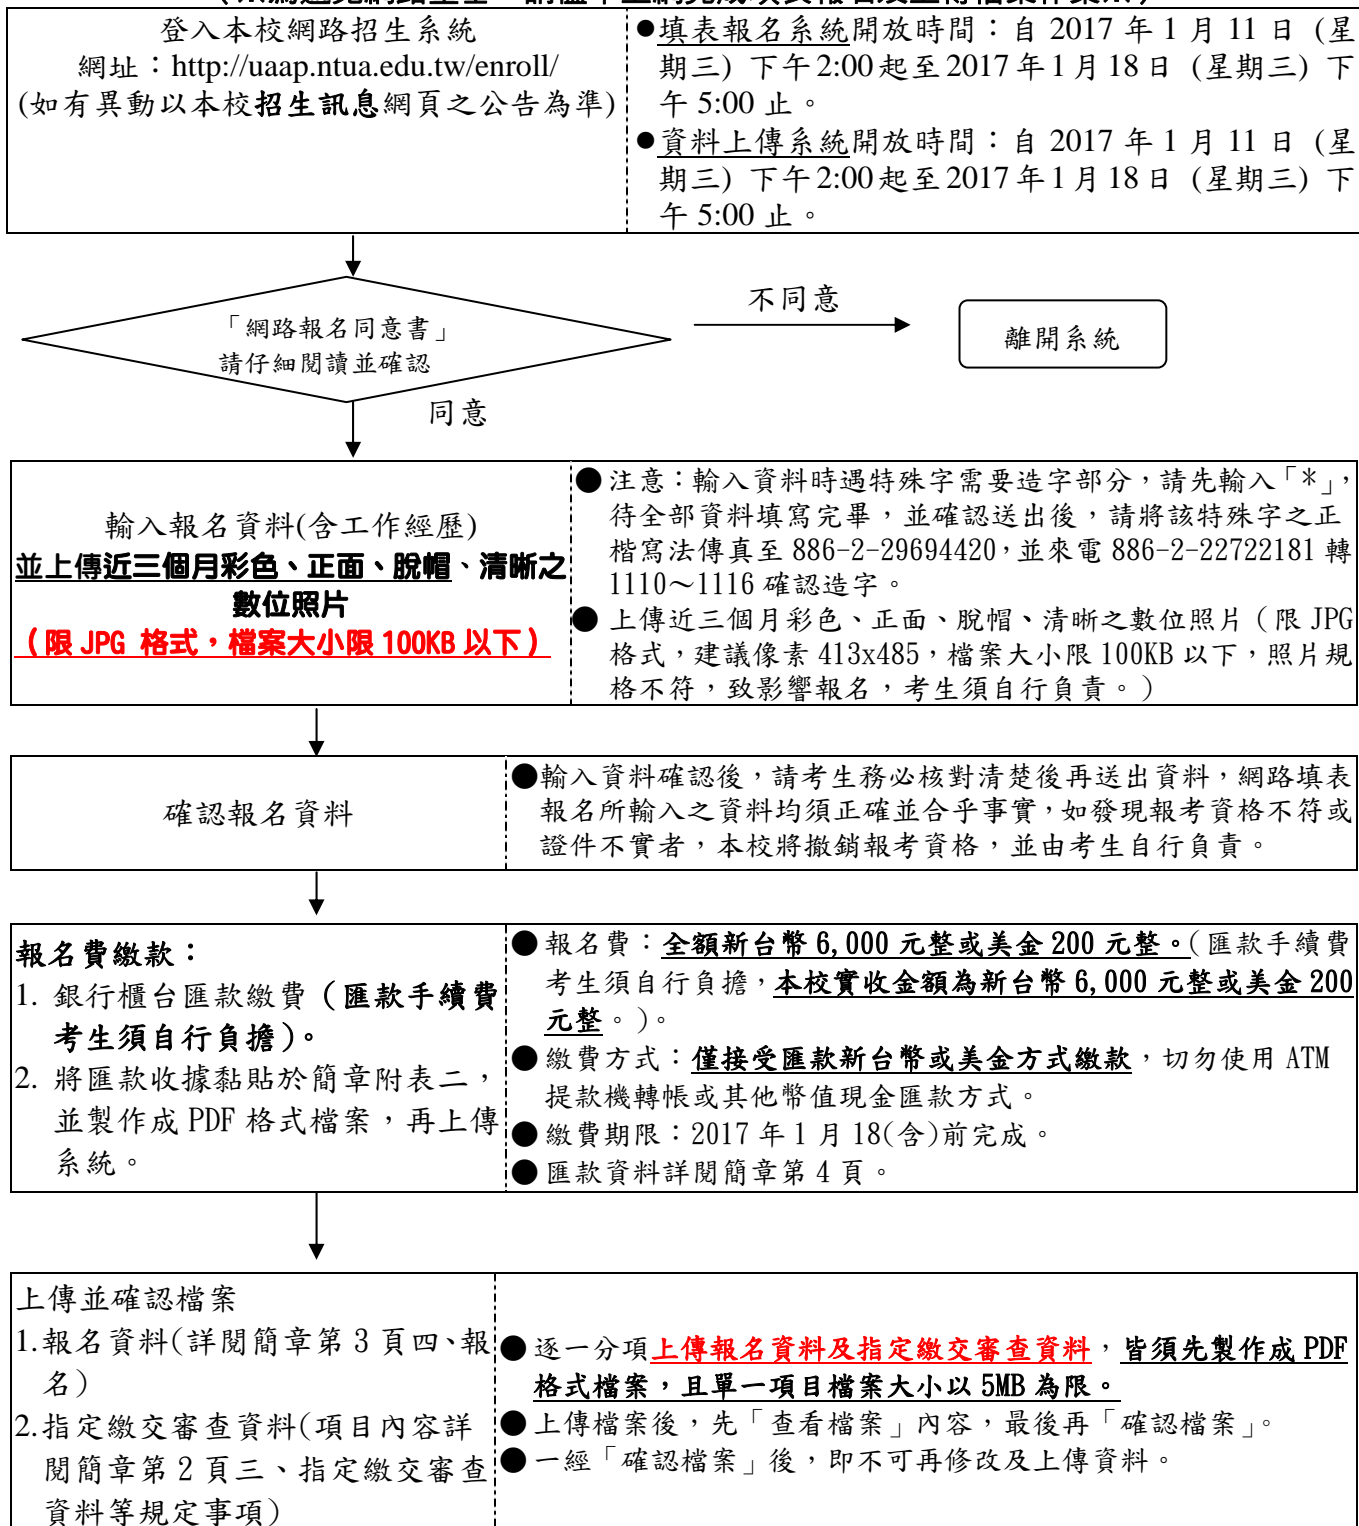 登入本校網路招生系統
網址：http://uaap.ntua.edu.tw/enroll/
(如有異動以本校招生訊息網頁之公告為準)
●填表報名系統開放時間：自 2017 年 1 月 11 日 (星
期三) 下午 2:00 起至 2017 年 1 月 18 日 (星期三) 下
午 5:00 止。
●資料上傳系統開放時間：自 2017 年 1 月 11 日 (星
期三) 下午 2:00 起至 2017 年 1 月 18 日 (星期三) 下
午 5:00 止。
「網路報名同意書」
請仔細閱讀並確認
不同意
離開系統
同意
輸入報名資料(含工作經歷)
並上傳近三個月彩色、正面、脫帽、清晰之
數位照片
（限 JPG 格式，檔案大小限 100KB 以下）
● 注意：輸入資料時遇特殊字需要造字部分，請先輸入「*」，
待全部資料填寫完畢，並確認送出後，請將該特殊字之正
楷寫法傳真至 886-2-29694420，並來電 886-2-22722181 轉
1110～1116 確認造字。
● 上傳近三個月彩色、正面、脫帽、清晰之數位照片（限 JPG
格式，建議像素 413x485，檔案大小限 100KB 以下，照片規
格不符，致影響報名，考生須自行負責。）
確認報名資料
●輸入資料確認後，請考生務必核對清楚後再送出資料，網路填表
報名所輸入之資料均須正確並合乎事實，如發現報考資格不符或
證件不實者，本校將撤銷報考資格，並由考生自行負責。
報名費繳款：
1. 銀行櫃台匯款繳費（匯款手續費
考生須自行負擔)。
2. 將匯款收據黏貼於簡章附表二，
並製作成 PDF 格式檔案，再上傳
系統。
● 報名費：全額新台幣 6,000 元整或美金 200 元整。(匯款手續費
考生須自行負擔，本校實收金額為新台幣 6,000 元整或美金 200
元整。)。
● 繳費方式：僅接受匯款新台幣或美金方式繳款，切勿使用 ATM
提款機轉帳或其他幣值現金匯款方式。
● 繳費期限：2017 年 1 月 18(含)前完成。
● 匯款資料詳閱簡章第 4 頁。
上傳並確認檔案
1.報名資料(詳閱簡章第 3 頁四、報
名)
2.指定繳交審查資料(項目內容詳
閱簡章第 2 頁三、指定繳交審查
資料等規定事項)
● 逐一分項上傳報名資料及指定繳交審查資料，皆須先製作成 PDF
格式檔案，且單一項目檔案大小以 5MB 為限。
● 上傳檔案後，先「查看檔案」內容，最後再「確認檔案」。
● 一經「確認檔案」後，即不可再修改及上傳資料。